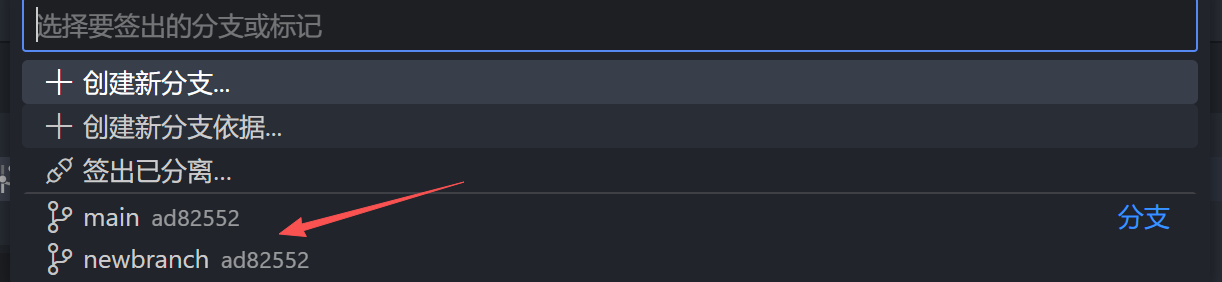 选择要签出的分支或标记
创建新分支...
创建新分支依据...
签出已分离...
main ad82552 分支
newbranch ad82552